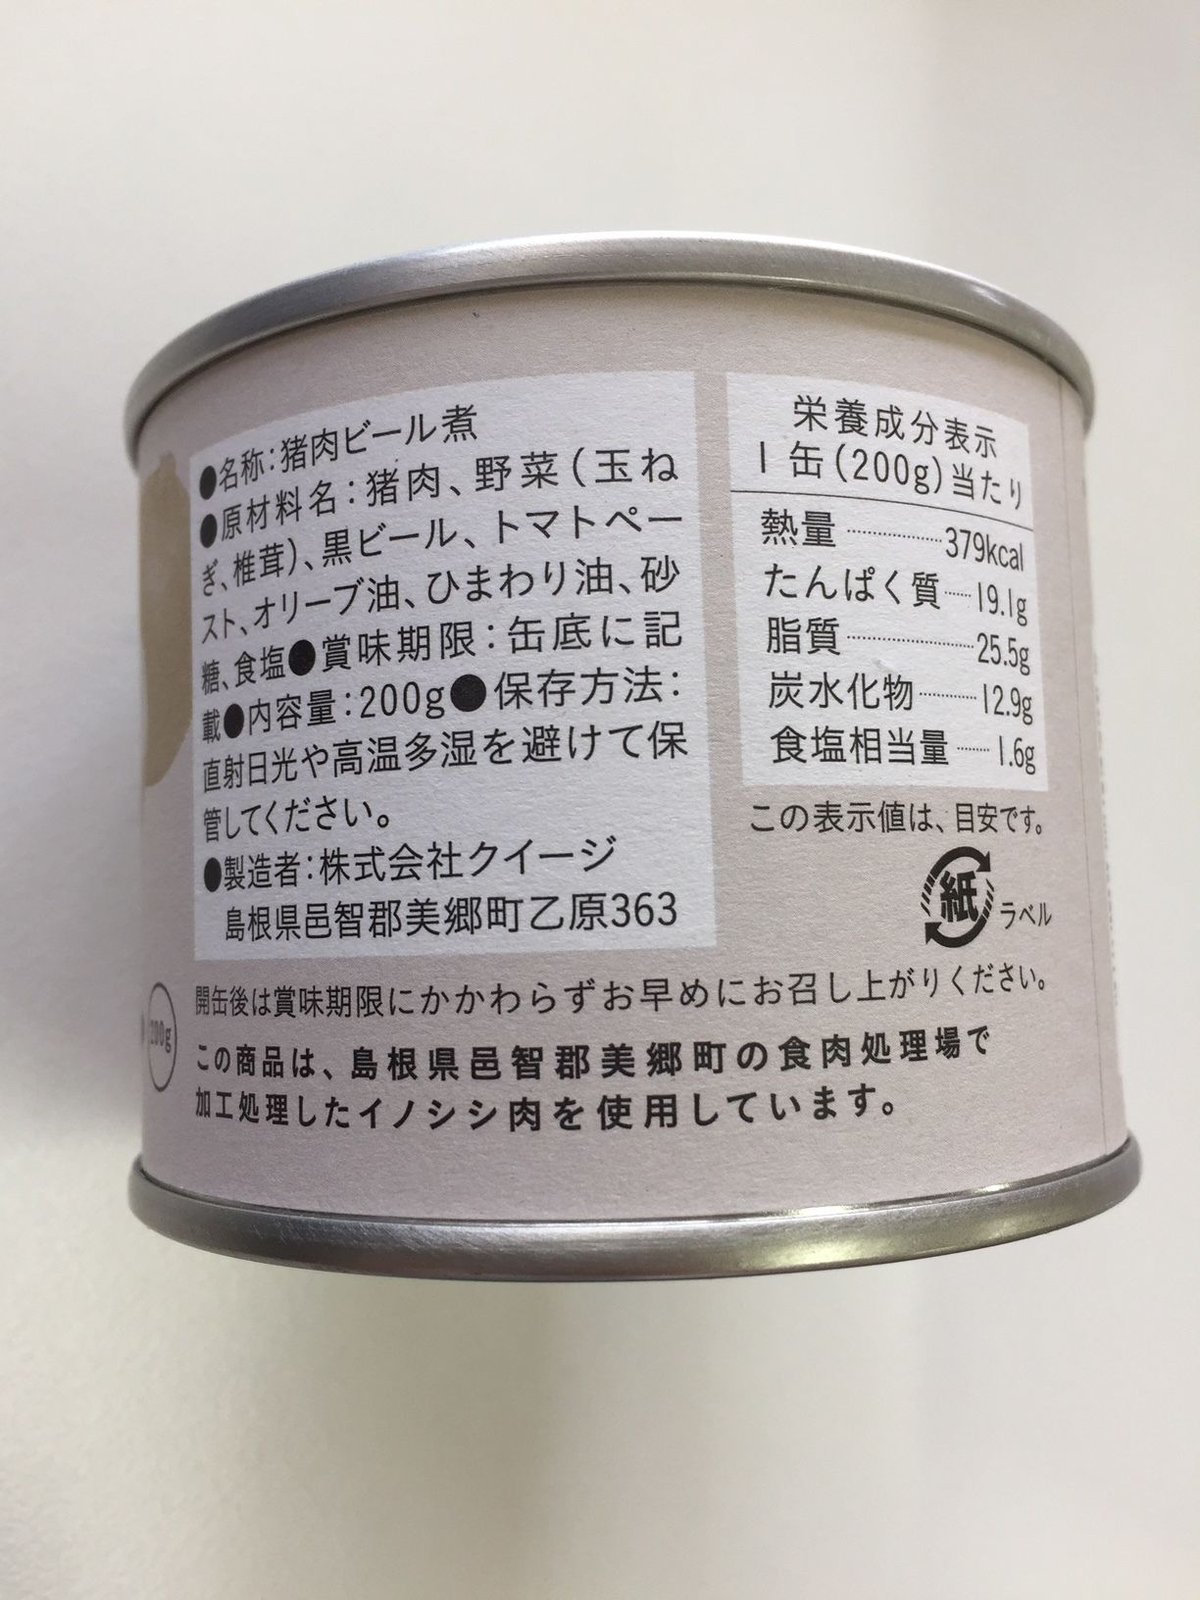 ●名称:猪肉ビール煮
●原材料名:猪肉、野菜(玉ね
ぎ、椎茸)、黒ビール、トマトペー
スト、オリーブ油、ひまわり油、砂
糖、食塩●賞味期限:缶底に記
載●内容量:200g●保存方法:
直射日光や高温多湿を避けて保
管してください。
●製造者:株式会社クイージ
島根県邑智郡美郷町乙原363
栄養成分表示
1缶(200g)当たり
熱量 379kcal
たんぱく質 19.1g
脂質 25.5g
炭水化物 12.9g
食塩相当量 1.6g
この表示値は、目安です。
紙 ラベル
開缶後は賞味期限にかかわらずお早めにお召し上がりください。
この商品は、島根県邑智郡美郷町の食肉処理場で
加工処理したイノシシ肉を使用しています。
200g